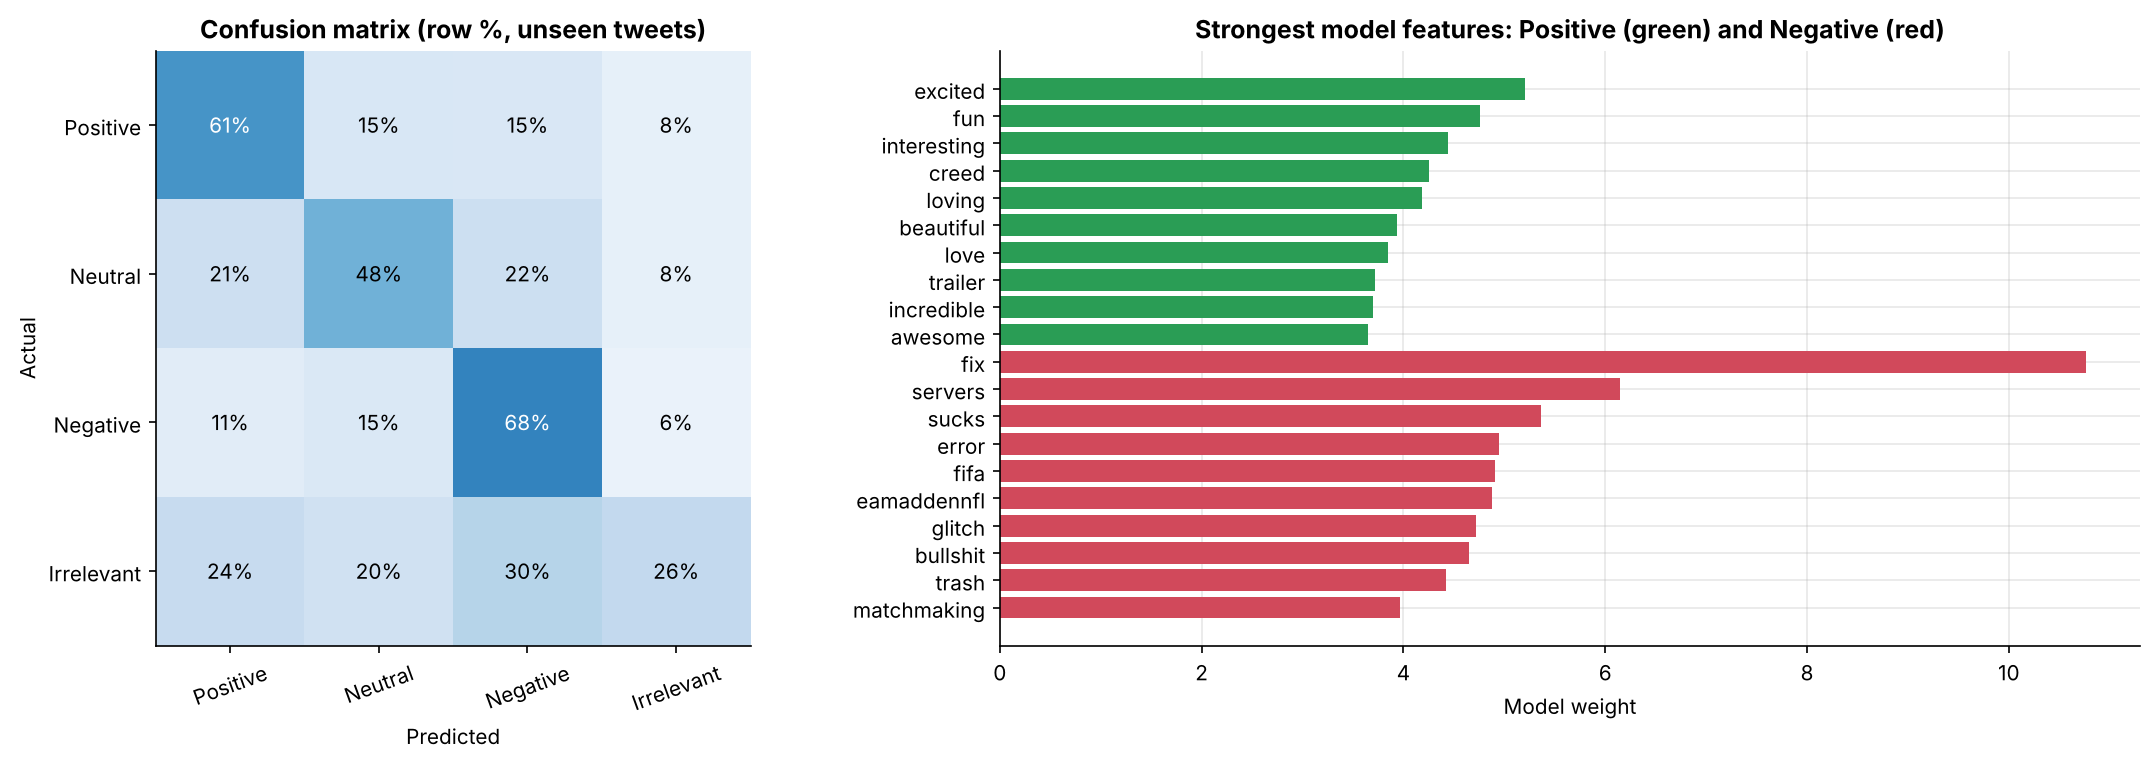 Confusion matrix (row %, unseen tweets)
Actual
Positive
61% 15% 15% 8%
Neutral
21% 48% 22% 8%
Negative
11% 15% 68% 6%
Irrelevant
24% 20% 30% 26%
Positive Neutral Negative Irrelevant
Predicted
Strongest model features: Positive (green) and Negative (red)
excited
fun
interesting
creed
loving
beautiful
love
trailer
incredible
awesome
fix
servers
sucks
error
fifa
eamaddennfl
glitch
bullshit
trash
matchmaking
0 2 4 6 8 10
Model weight